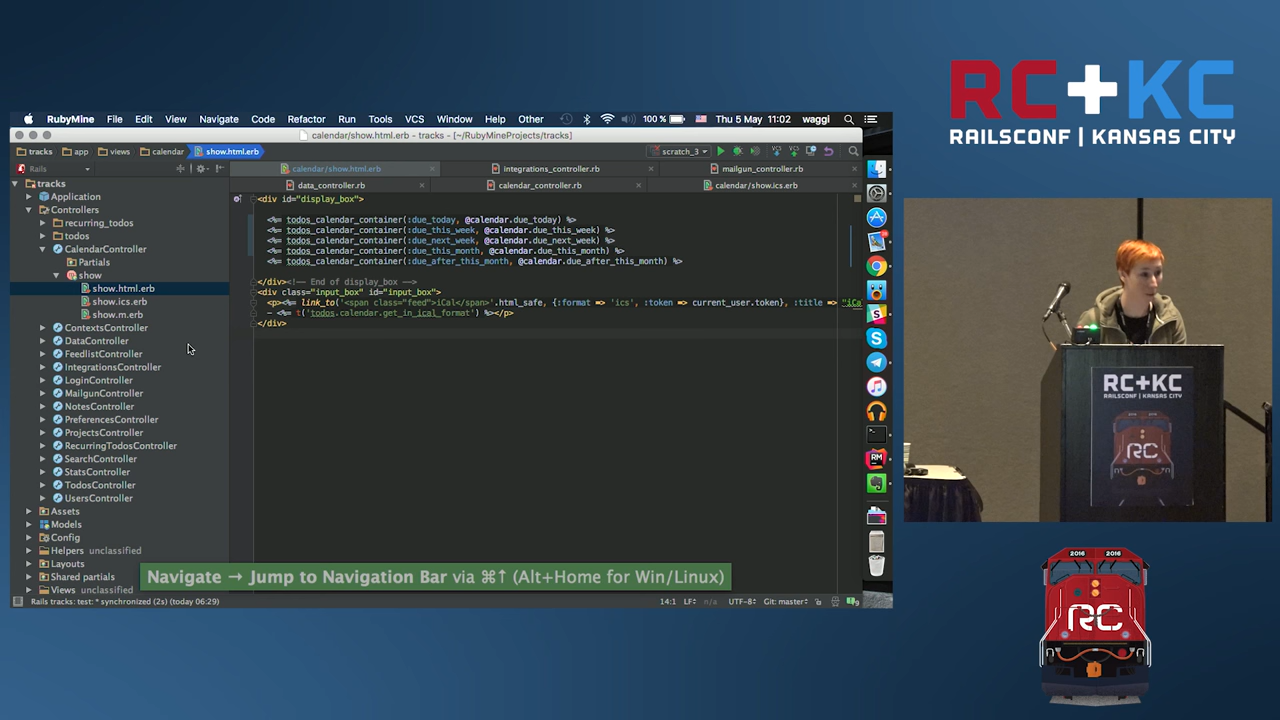 RubyMine File Edit View Navigate Code Refactor Run Tools VCS Window Help Other 100 % Thu 5 May 11:02 waggi
calendar/show.html.erb - tracks - [~/RubyMineProjects/tracks]
tracks app views calendar show.html.erb scratch_3
Rails
calendar/show.html.erb integrations_controller.rb mailgun_controller.rb
data_controller.rb calendar_controller.rb calendar/show.ics.erb
tracks
Application
Controllers
recurring_todos
todos
CalendarController
Partials
show
show.html.erb
show.ics.erb
show.m.erb
ContextsController
DataController
FeedlistController
IntegrationsController
LoginController
MailgunController
NotesController
PreferencesController
ProjectsController
RecurringTodosController
SearchController
StatsController
TodosController
UsersController
Assets
Models
Config
Helpers unclassified
Layouts
Shared partials
Views unclassified
<div id="display_box">
<%= todos_calendar_container(:due_today, @calendar.due_today) %>
<%= todos_calendar_container(:due_this_week, @calendar.due_this_week) %>
<%= todos_calendar_container(:due_next_week, @calendar.due_next_week) %>
<%= todos_calendar_container(:due_this_month, @calendar.due_this_month) %>
<%= todos_calendar_container(:due_after_this_month, @calendar.due_after_this_month) %>
</div><!-- End of display_box -->
<div class="input_box" id="input_box">
<p><%= link_to('<span class="feed">iCal</span>'.html_safe, {:format => 'ics', :token => current_user.token}, :title => "iCa
- <%= t('todos.calendar.get_in_ical_format') %></p>
</div>
Navigate → Jump to Navigation Bar via ⌘↑ (Alt+Home for Win/Linux)
Rails tracks: test: * synchronized (2s) (today 06:29) 14:1 LF÷ n/a UTF-8÷ Git: master÷
RC+KC
RAILSCONF | KANSAS CITY
RC+KC
RAILSCONF | KANSAS CITY
RC
2016 2016
RC